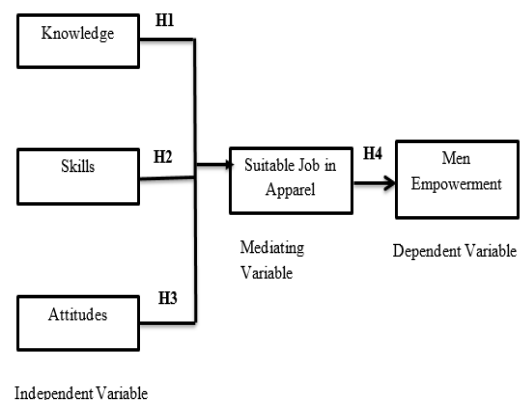 H1
Knowledge
H2
Skills
H3
Attitudes
Independent Variable
Suitable Job in
Apparel
Mediating
Variable
H4
Men
Empowerment
Dependent Variable